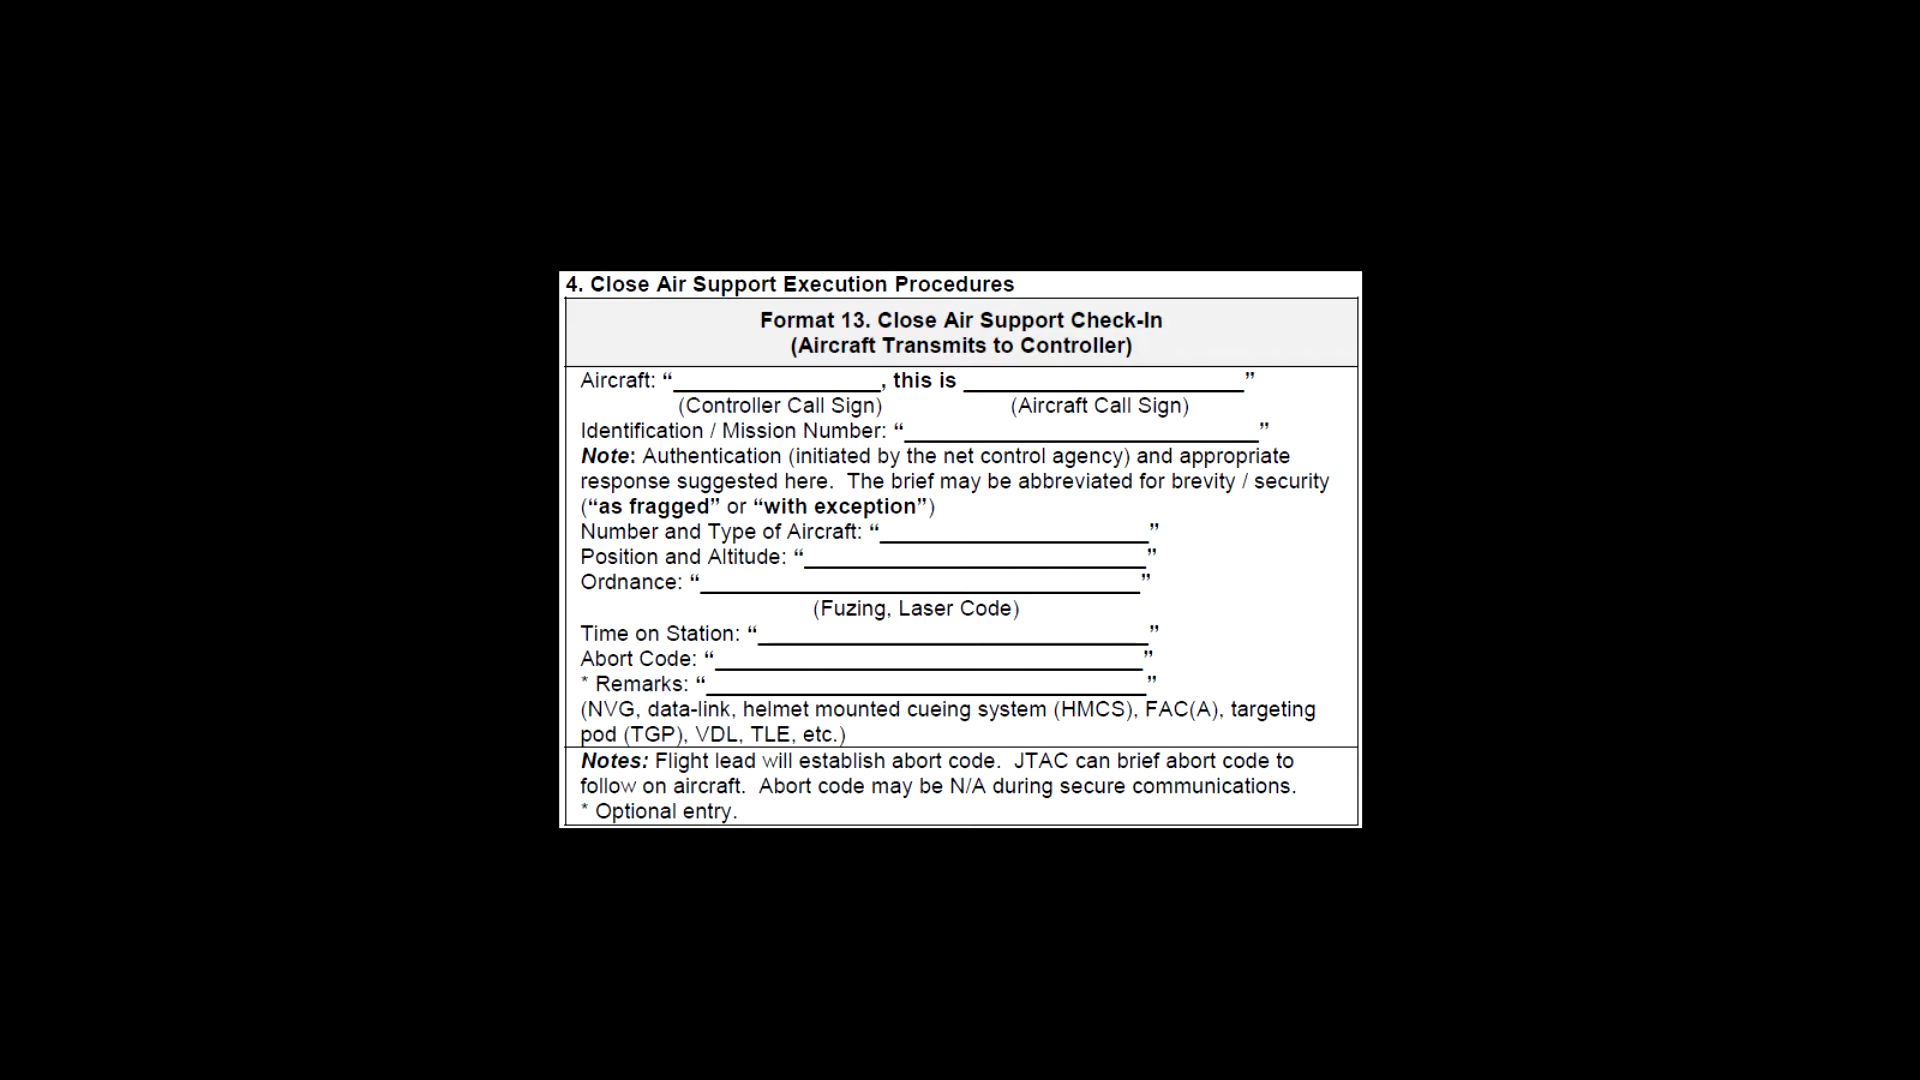 4. Close Air Support Execution Procedures
Format 13. Close Air Support Check-In
(Aircraft Transmits to Controller)
Aircraft: “_________________, this is _______________________”
(Controller Call Sign) (Aircraft Call Sign)
Identification / Mission Number: “_____________________________”
Note: Authentication (initiated by the net control agency) and appropriate
response suggested here.  The brief may be abbreviated for brevity / security
(“as fragged” or “with exception”)
Number and Type of Aircraft: “______________________”
Position and Altitude: “____________________________”
Ordnance: “____________________________________”
(Fuzing, Laser Code)
Time on Station: “________________________________”
Abort Code: “___________________________________”
* Remarks: “____________________________________”
(NVG, data-link, helmet mounted cueing system (HMCS), FAC(A), targeting
pod (TGP), VDL, TLE, etc.)
Notes: Flight lead will establish abort code.  JTAC can brief abort code to
follow on aircraft.  Abort code may be N/A during secure communications.
* Optional entry.